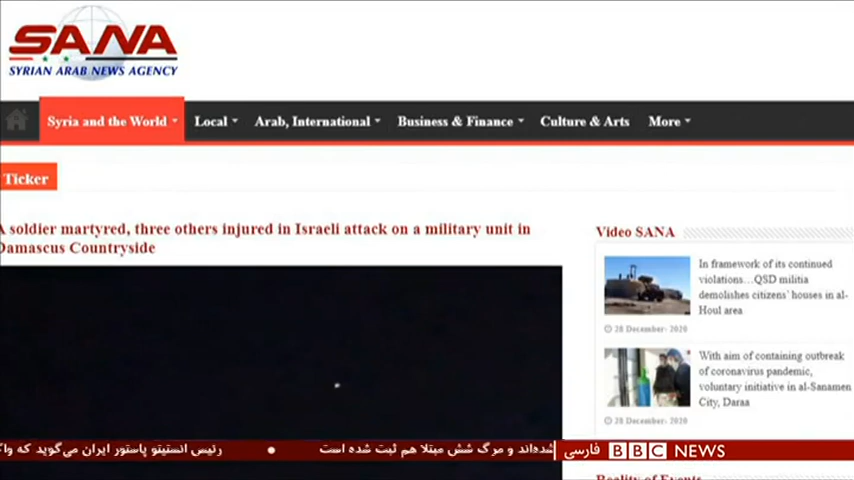 SANA
SYRIAN ARAB NEWS AGENCY
Syria and the World
Local
Arab, International
Business & Finance
Culture & Arts
More
Ticker
A soldier martyred, three others injured in Israeli attack on a military unit in
Damascus Countryside
Video SANA
In framework of its continued
violations…QSD militia
demolishes citizens' houses in al-
Houl area
28 December، 2020
With aim of containing outbreak
of coronavirus pandemic,
voluntary initiative in al-Sanamen
City, Daraa
28 December، 2020
شده‌اند و مرگ شش مبتلا هم ثبت شده است • رئیس انستیتو پاستور ایران می‌گوید که
BBC NEWS فارسی
Reality of Events